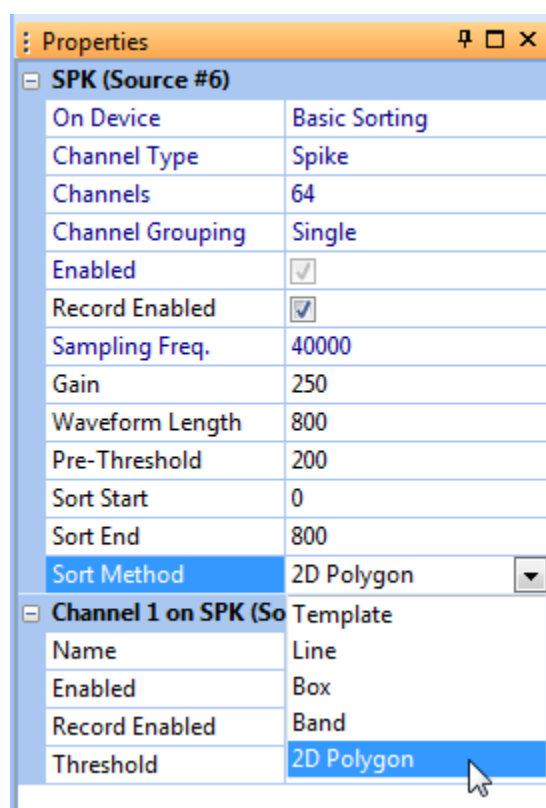 Properties
SPK (Source #6)
On Device Basic Sorting
Channel Type Spike
Channels 64
Channel Grouping Single
Enabled
Record Enabled
Sampling Freq. 40000
Gain 250
Waveform Length 800
Pre-Threshold 200
Sort Start 0
Sort End 800
Sort Method 2D Polygon
Channel 1 on SPK (So
Template
Name
Line
Enabled
Box
Record Enabled
Band
Threshold
2D Polygon